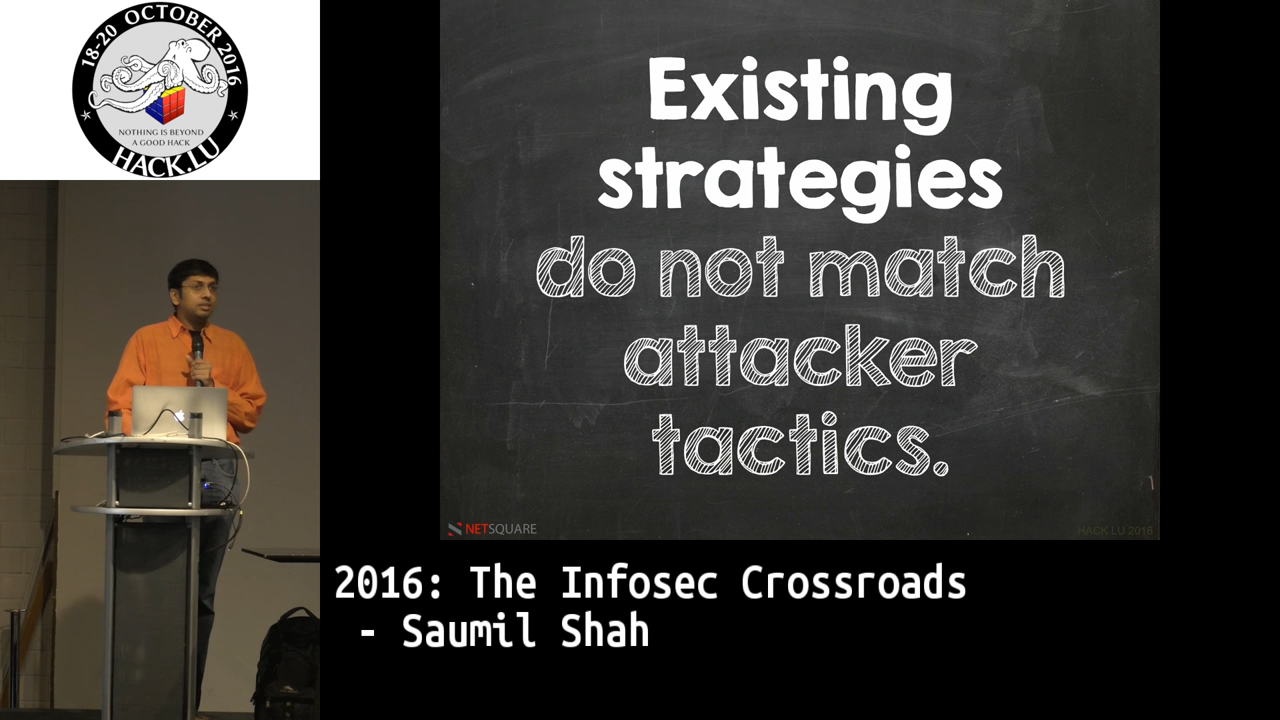 18-20 OCTOBER 2016
NOTHING IS BEYOND
A GOOD HACK
HACK.LU
Existing
strategies
do not match
attacker
tactics.
NETSQUARE
HACK.LU 2016
2016: The Infosec Crossroads
- Saumil Shah